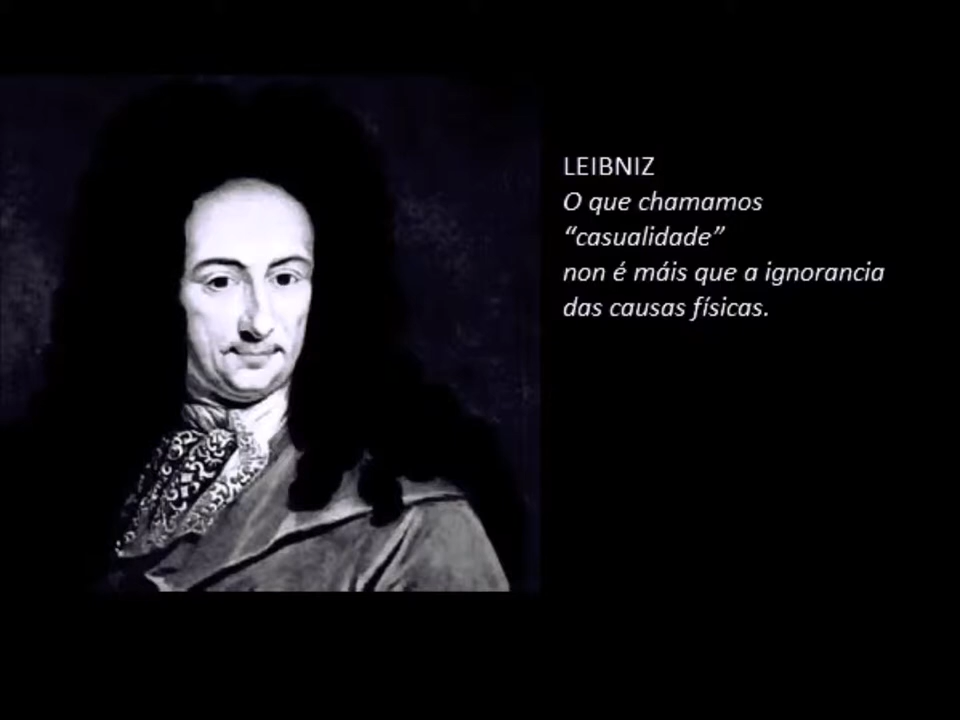 LEIBNIZ
O que chamamos
“casualidade”
non é máis que a ignorancia
das causas físicas.